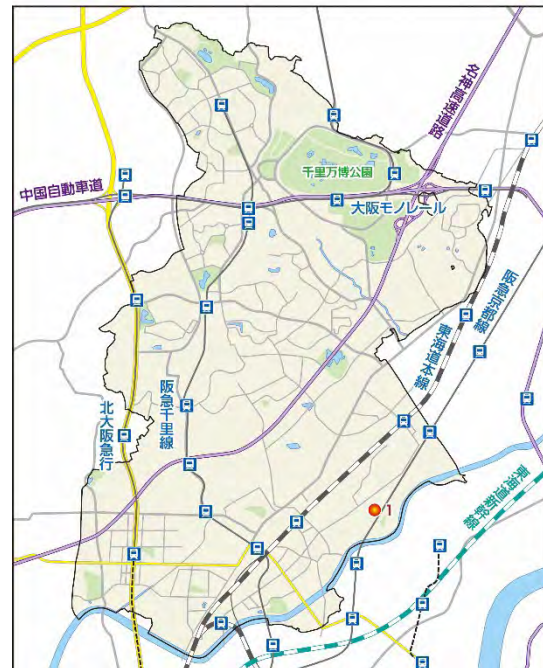 名神高速道路
千里万博公園
中国自動車道
大阪モノレール
阪急京都線
東海道本線
阪急千里線
北大阪急行
東海道新幹線
1